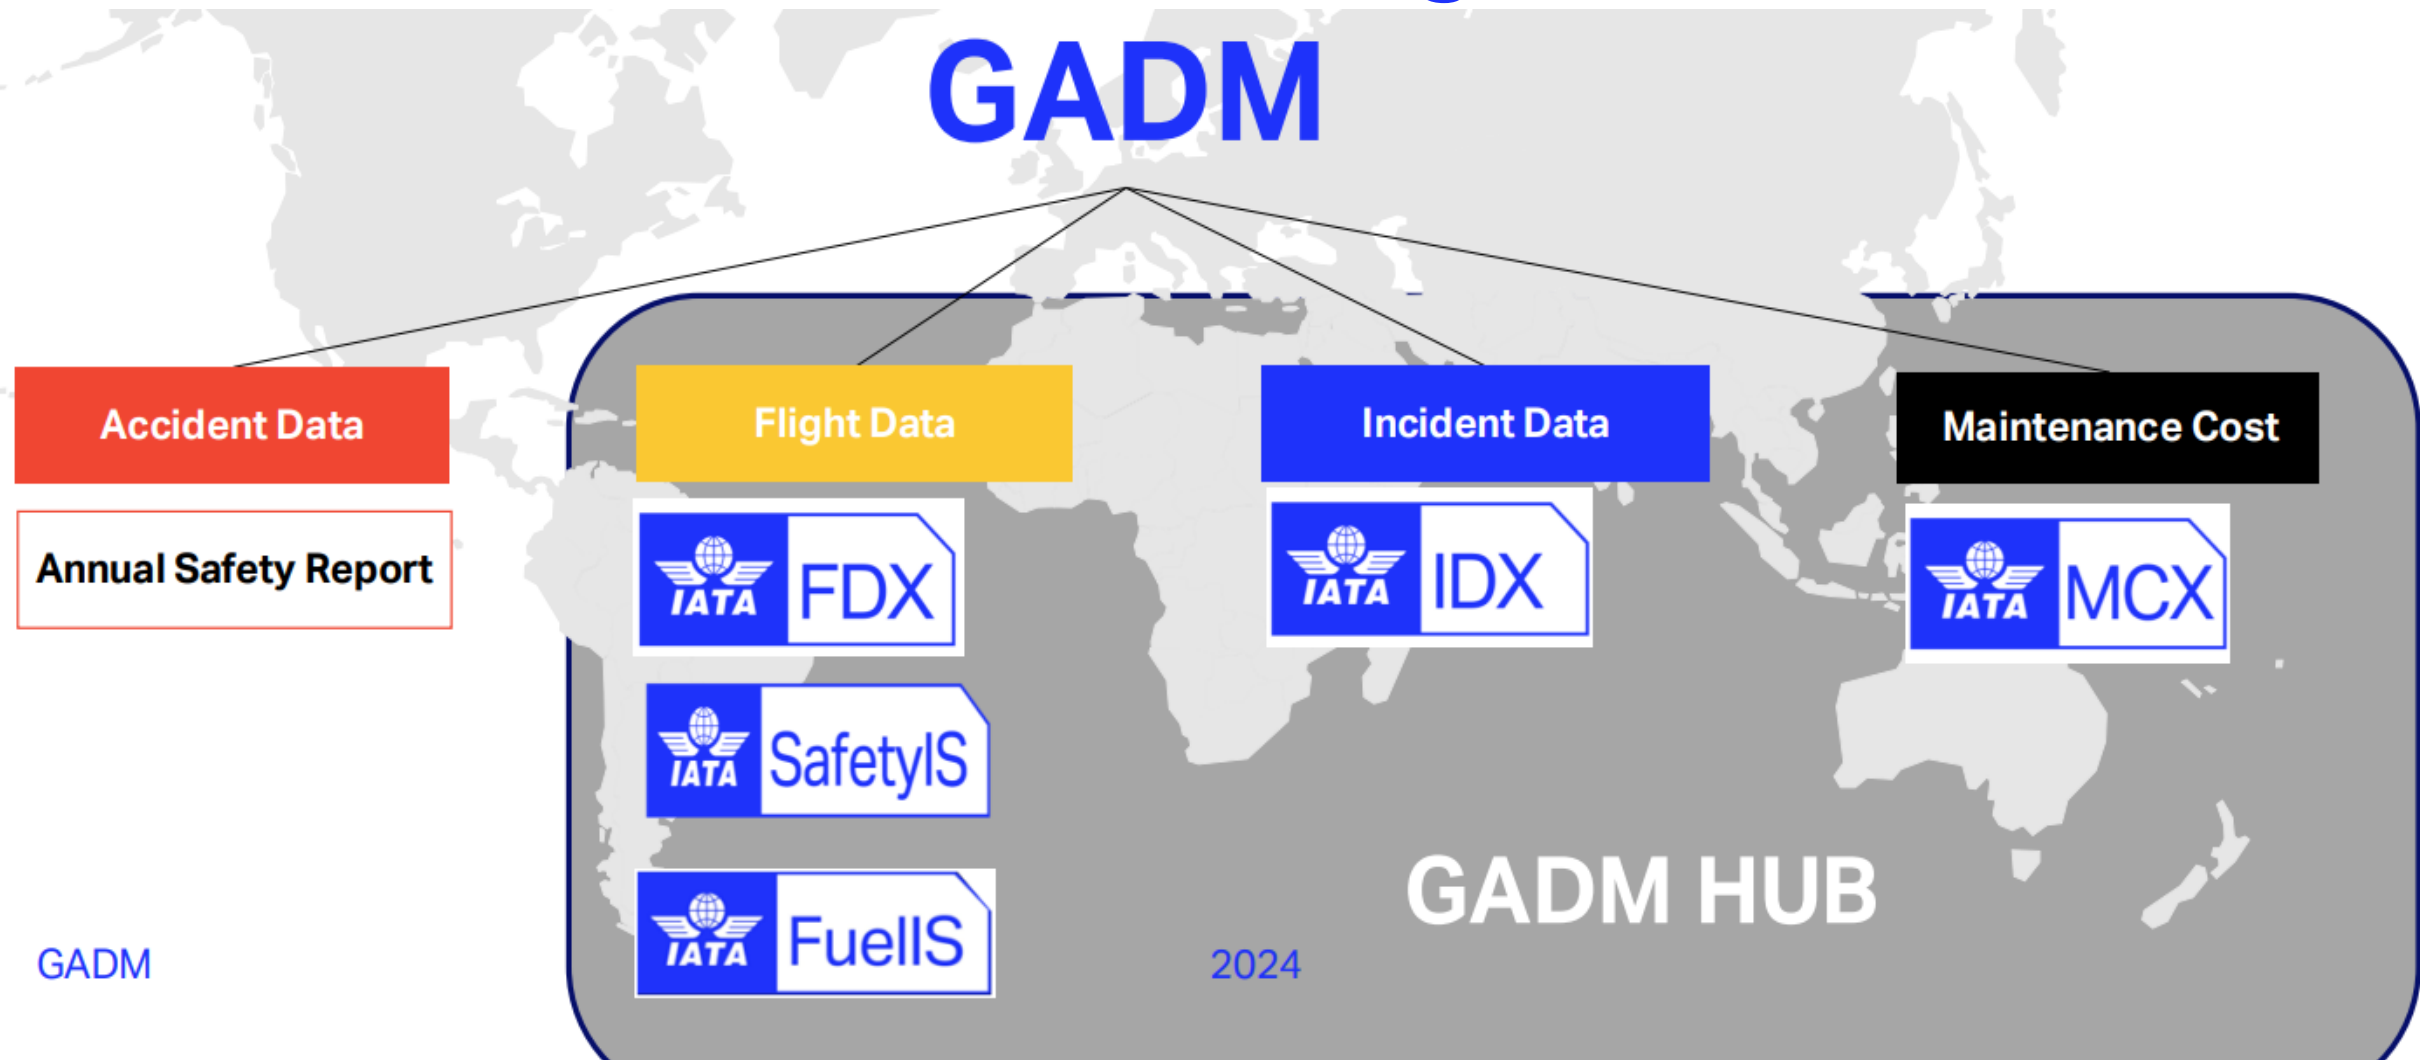 GADM
Accident Data
Flight Data
Incident Data
Maintenance Cost
Annual Safety Report
IATA FDX
IATA IDX
IATA MCX
IATA SafetyIS
IATA FuelIS
GADM HUB
GADM
2024